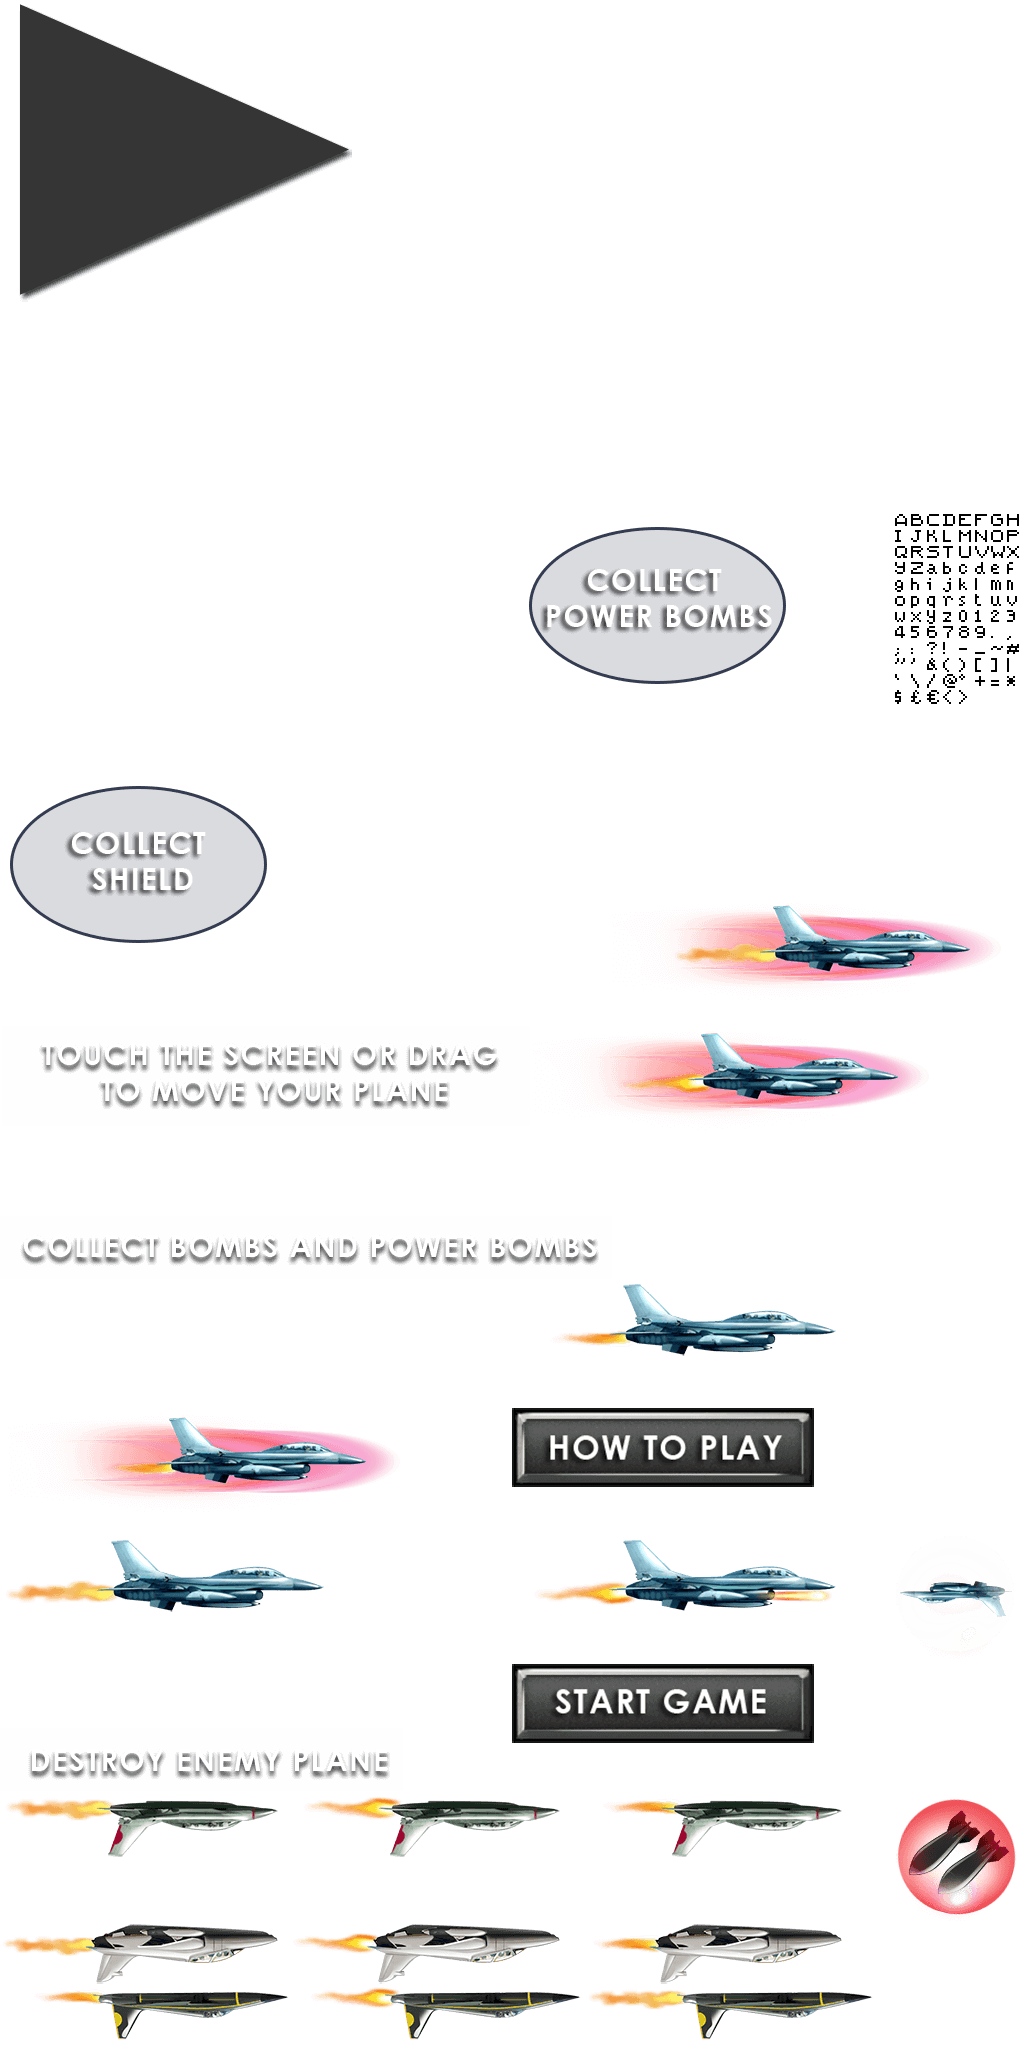 COLLECT
POWER BOMBS
ABCDEFGH
IJKLMNOP
QRSTUVWX
YZabcdef
ghijklmn
opqrstuv
wxyz0123
456789.,
;:?!-_~#
"'&()[]|
`\/@°+=*
$£€<>
COLLECT
SHIELD
TOUCH THE SCREEN OR DRAG
TO MOVE YOUR PLANE
COLLECT BOMBS AND POWER BOMBS
HOW TO PLAY
START GAME
DESTROY ENEMY PLANE